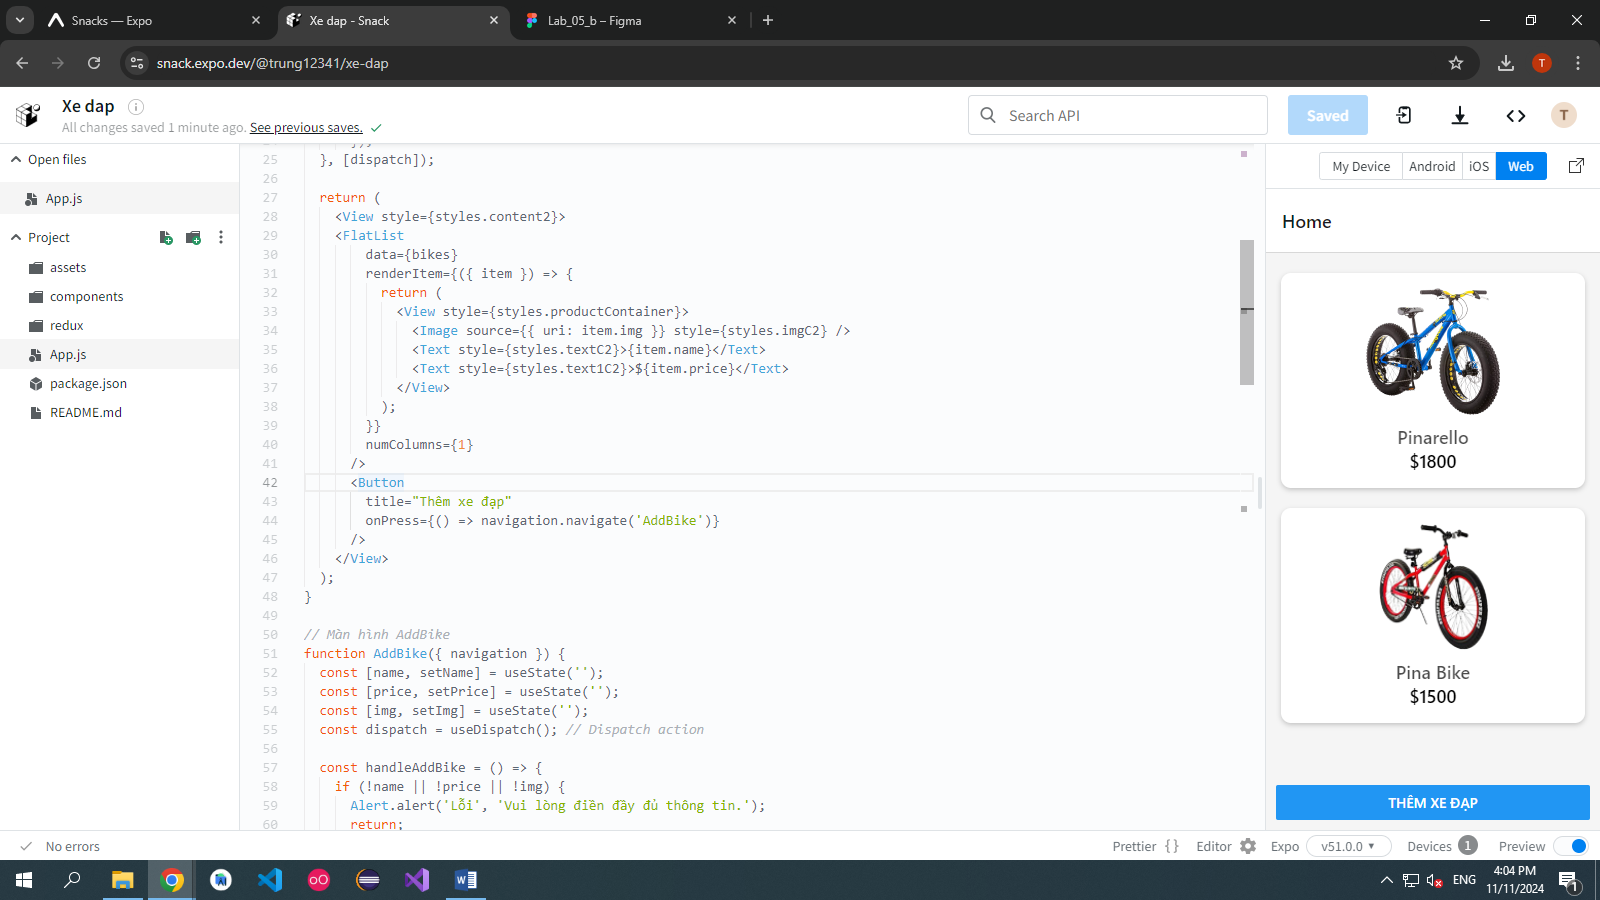 Snacks — Expo
Xe dap - Snack
Lab_05_b – Figma
snack.expo.dev/@trung12341/xe-dap
T
Xe dap
All changes saved 1 minute ago. See previous saves.
Search API
Saved
T
Open files
App.js
Project
assets
components
redux
App.js
package.json
README.md
25 }, [dispatch]);
26
27 return (
28 <View style={styles.content2}>
29 <FlatList
30 data={bikes}
31 renderItem={({ item }) => {
32 return (
33 <View style={styles.productContainer}>
34 <Image source={{ uri: item.img }} style={styles.imgC2} />
35 <Text style={styles.textC2}>{item.name}</Text>
36 <Text style={styles.text1C2}>${item.price}</Text>
37 </View>
38 );
39 }}
40 numColumns={1}
41 />
42 <Button
43 title="Thêm xe đạp"
44 onPress={() => navigation.navigate('AddBike')}
45 />
46 </View>
47 );
48 }
49
50 // Màn hình AddBike
51 function AddBike({ navigation }) {
52 const [name, setName] = useState('');
53 const [price, setPrice] = useState('');
54 const [img, setImg] = useState('');
55 const dispatch = useDispatch(); // Dispatch action
56
57 const handleAddBike = () => {
58 if (!name || !price || !img) {
59 Alert.alert('Lỗi', 'Vui lòng điền đầy đủ thông tin.');
60 return;
My Device
Android
iOS
Web
Home
Pinarello
$1800
Pina Bike
$1500
THÊM XE ĐẠP
No errors
Prettier {}
Editor
Expo
v51.0.0
Devices 1
Preview
ENG
4:04 PM
11/11/2024
1